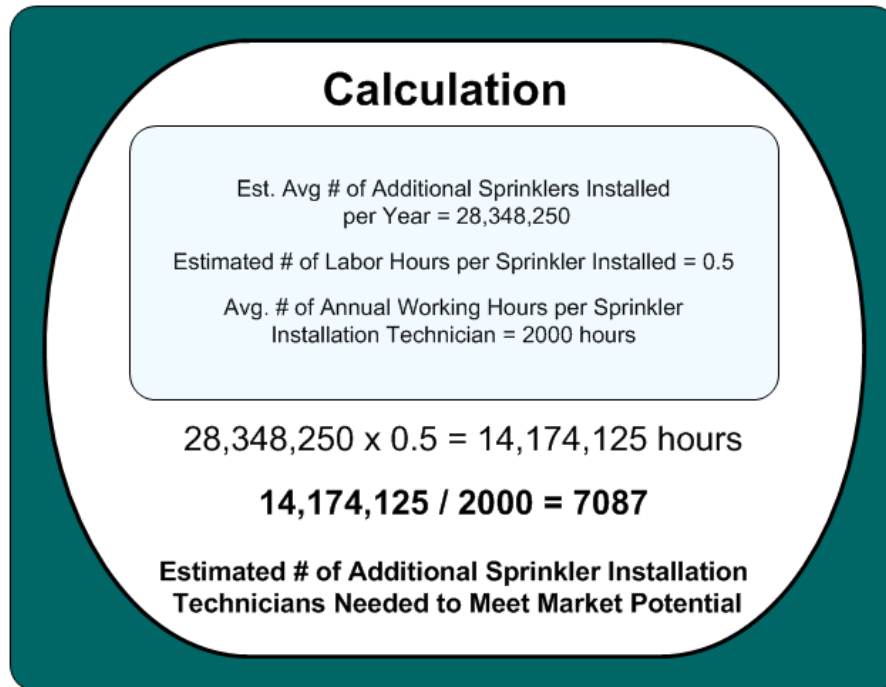 Calculation
Est. Avg # of Additional Sprinklers Installed
per Year = 28,348,250
Estimated # of Labor Hours per Sprinkler Installed = 0.5
Avg. # of Annual Working Hours per Sprinkler
Installation Technician = 2000 hours
28,348,250 x 0.5 = 14,174,125 hours
14,174,125 / 2000 = 7087
Estimated # of Additional Sprinkler Installation
Technicians Needed to Meet Market Potential